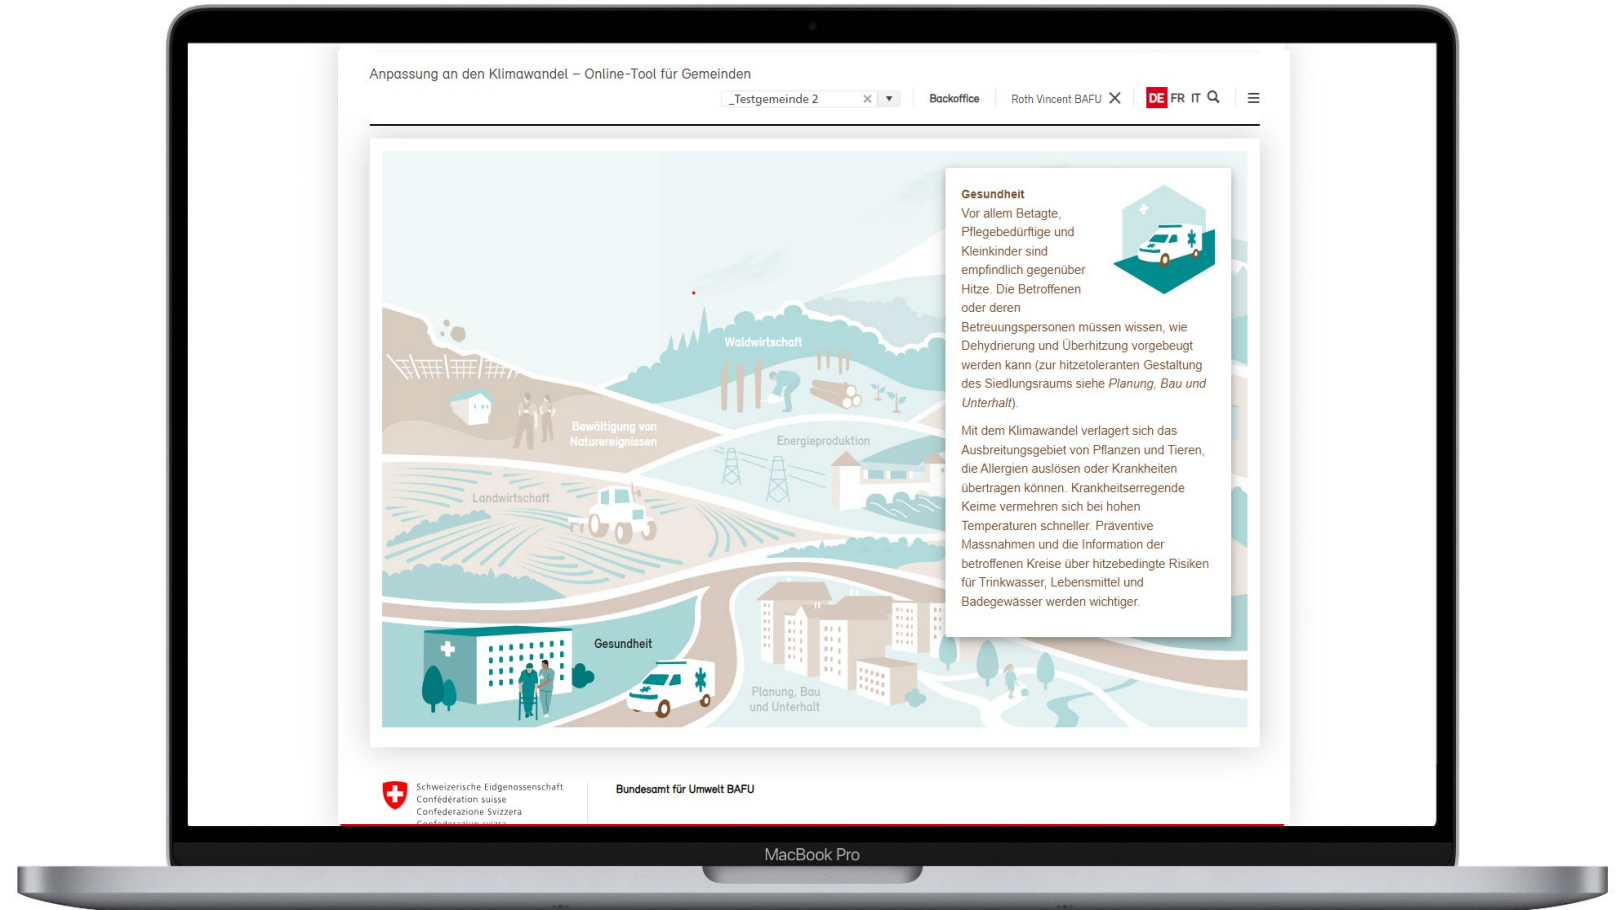 Anpassung an den Klimawandel – Online-Tool für Gemeinden
_Testgemeinde 2
Backoffice
Roth Vincent BAFU
DE FR IT
Gesundheit
Vor allem Betagte,
Pflegebedürftige und
Kleinkinder sind
empfindlich gegenüber
Hitze. Die Betroffenen
oder deren
Betreuungspersonen müssen wissen, wie
Dehydrierung und Überhitzung vorgebeugt
werden kann (zur hitzetoleranten Gestaltung
des Siedlungsraums siehe Planung, Bau und
Unterhalt).
Mit dem Klimawandel verlagert sich das
Ausbreitungsgebiet von Pflanzen und Tieren,
die Allergien auslösen oder Krankheiten
übertragen können. Krankheitserregende
Keime vermehren sich bei hohen
Temperaturen schneller. Präventive
Massnahmen und die Information der
betroffenen Kreise über hitzebedingte Risiken
für Trinkwasser, Lebensmittel und
Badegewässer werden wichtiger.
Waldwirtschaft
Bewältigung von
Naturereignissen
Energieproduktion
Landwirtschaft
Gesundheit
Planung, Bau
und Unterhalt
Schweizerische Eidgenossenschaft
Confédération suisse
Confederazione Svizzera
Confederaziun svizra
Bundesamt für Umwelt BAFU
MacBook Pro